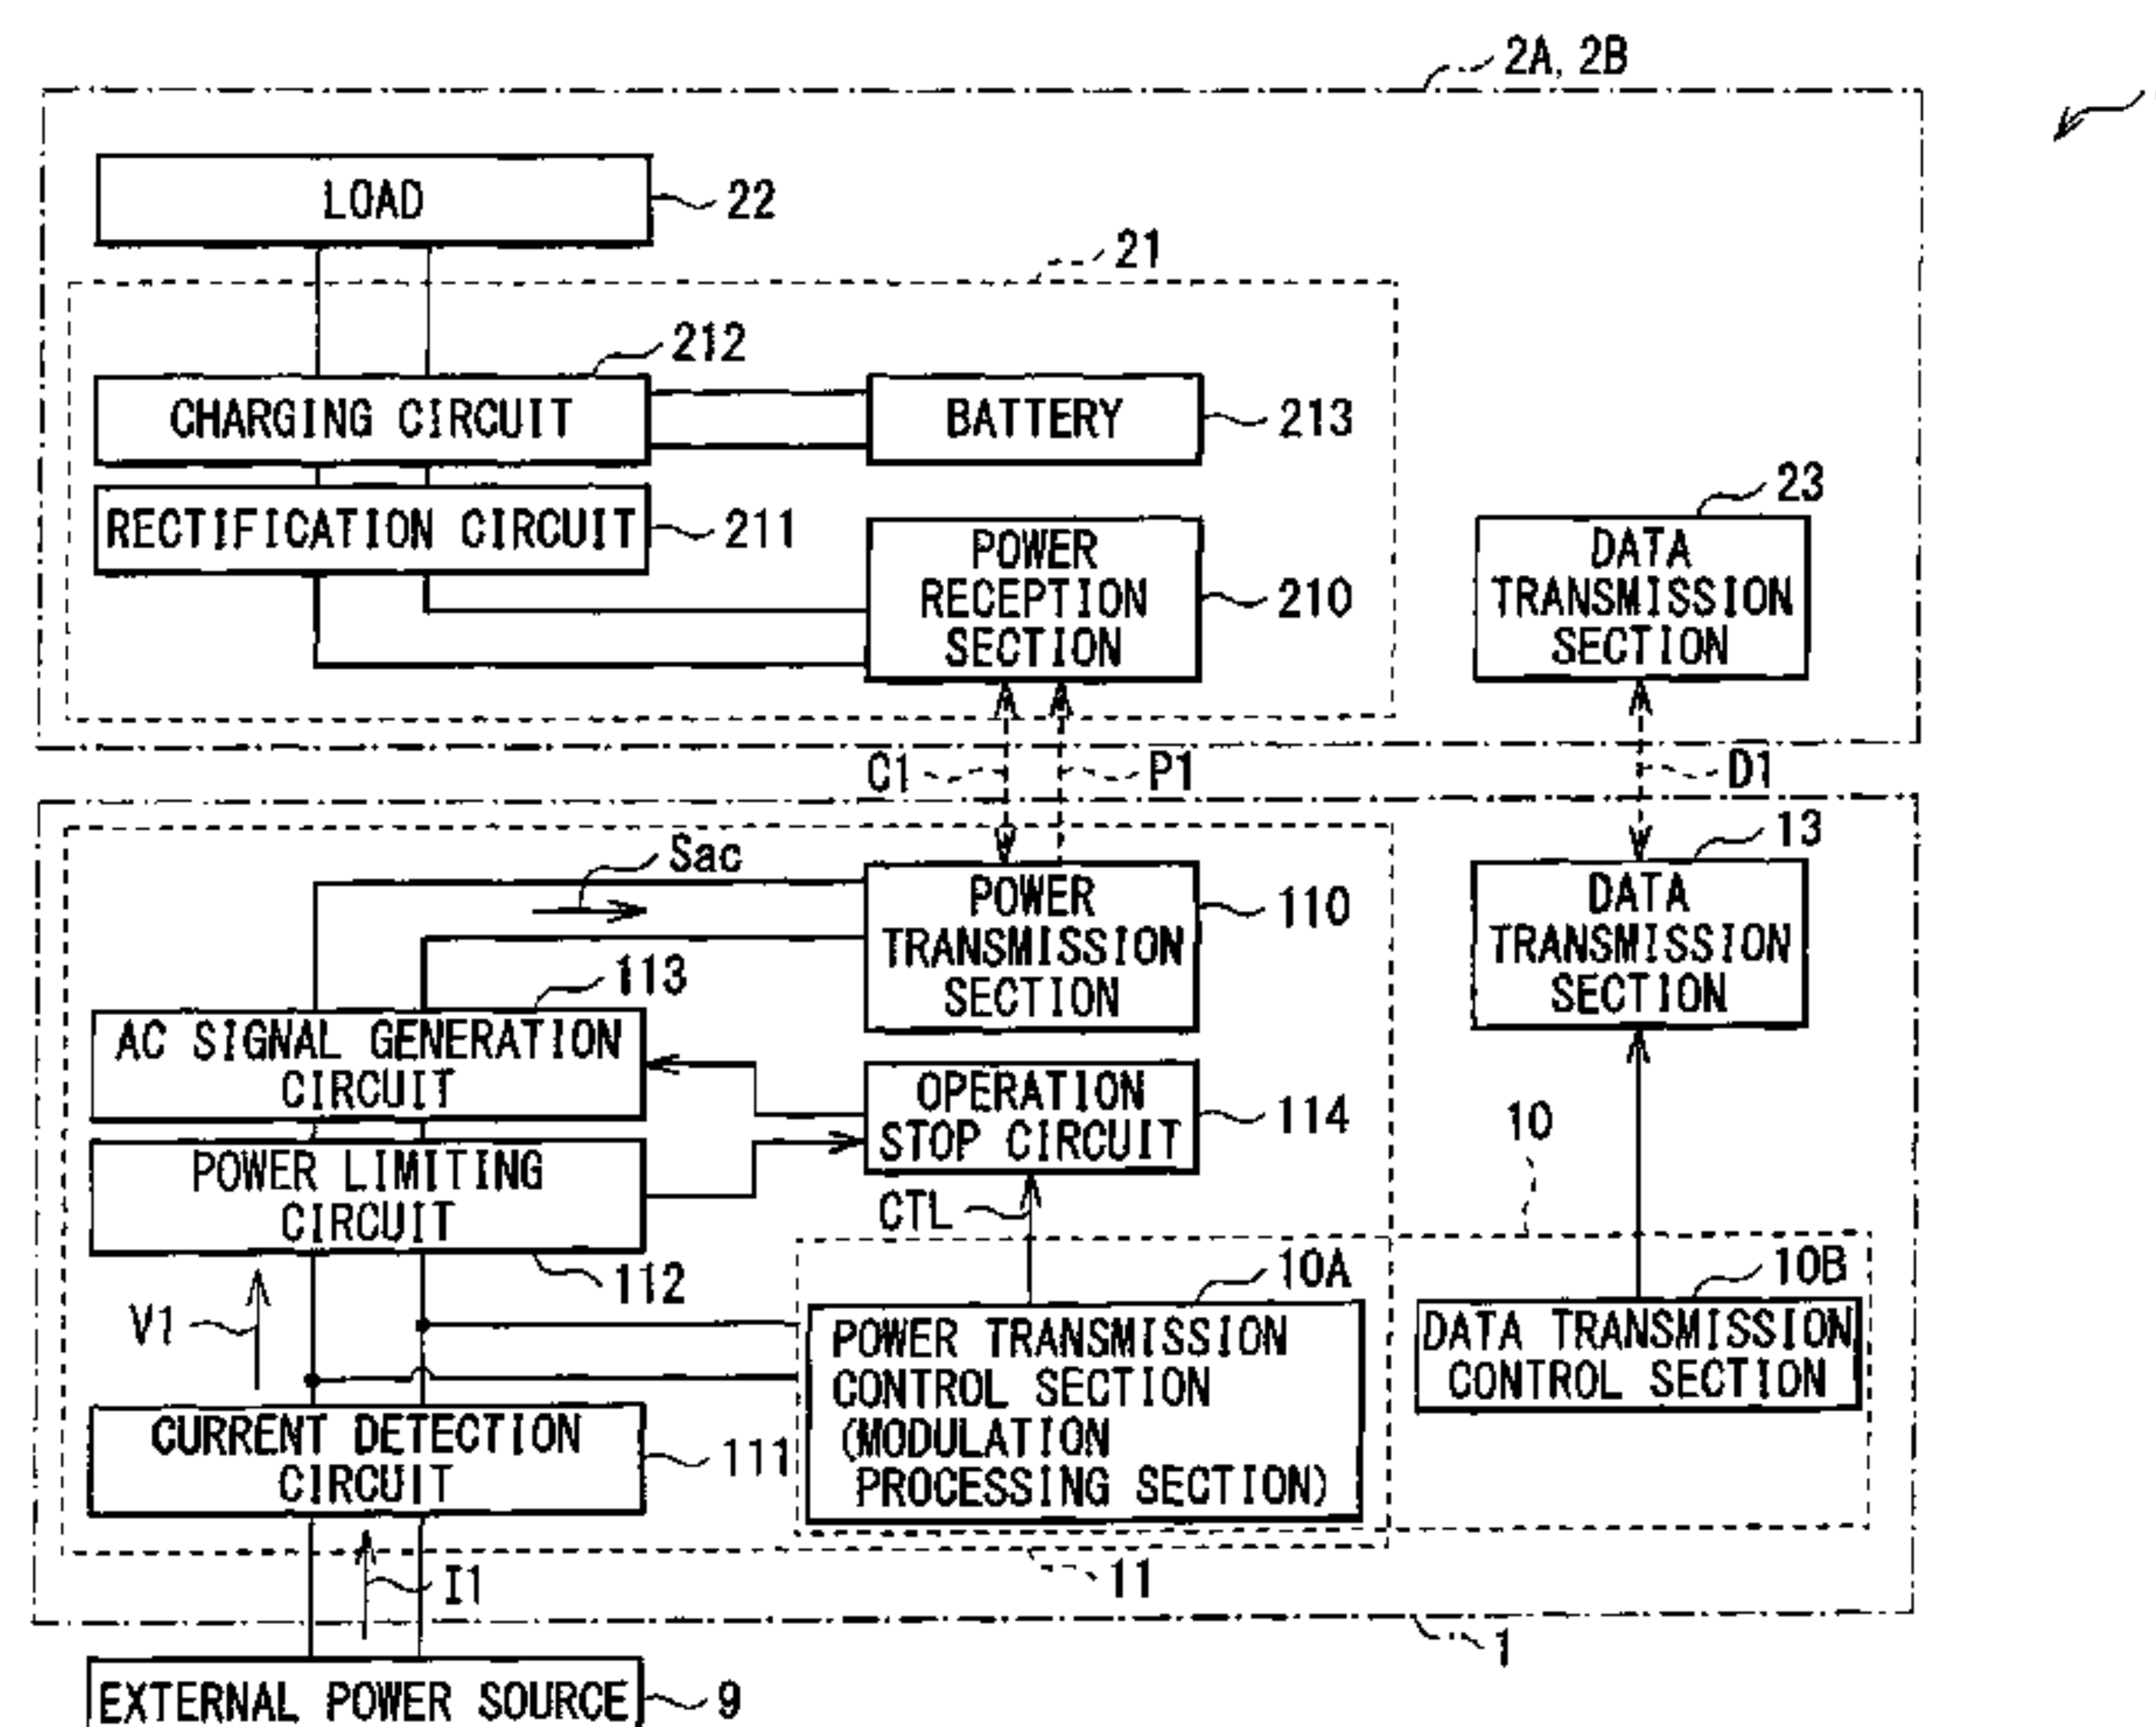 2A, 2B
LOAD
22
21
212
CHARGING CIRCUIT
BATTERY
213
23
RECTIFICATION CIRCUIT
211
POWER
RECEPTION
SECTION
210
DATA
TRANSMISSION
SECTION
C1
P1
D1
13
Sac
POWER
TRANSMISSION
SECTION
110
DATA
TRANSMISSION
SECTION
113
AC SIGNAL GENERATION
CIRCUIT
OPERATION
STOP CIRCUIT
114
10
POWER LIMITING
CIRCUIT
CTL
112
10A
10B
V1
POWER TRANSMISSION
CONTROL SECTION
(MODULATION
PROCESSING SECTION)
DATA TRANSMISSION
CONTROL SECTION
CURRENT DETECTION
CIRCUIT
111
I1
11
1
EXTERNAL POWER SOURCE
9